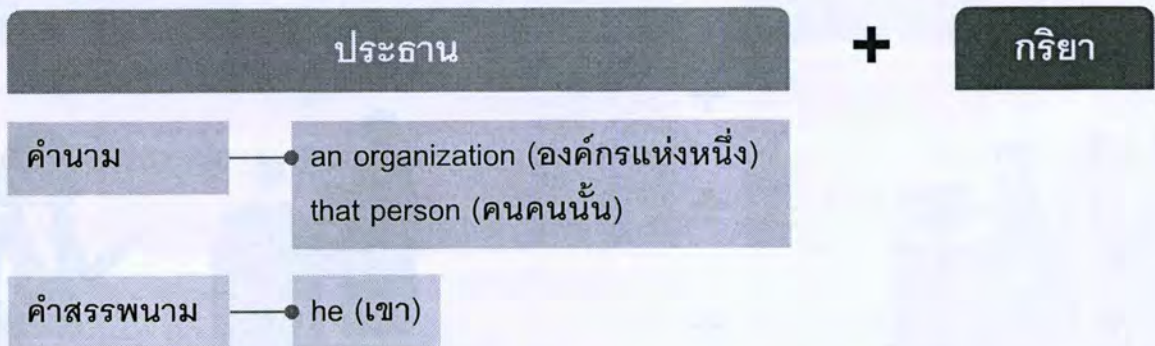 ประธาน + กริยา
คำนาม an organization (องค์กรแห่งหนึ่ง)
that person (คนคนนั้น)
คำสรรพนาม he (เขา)